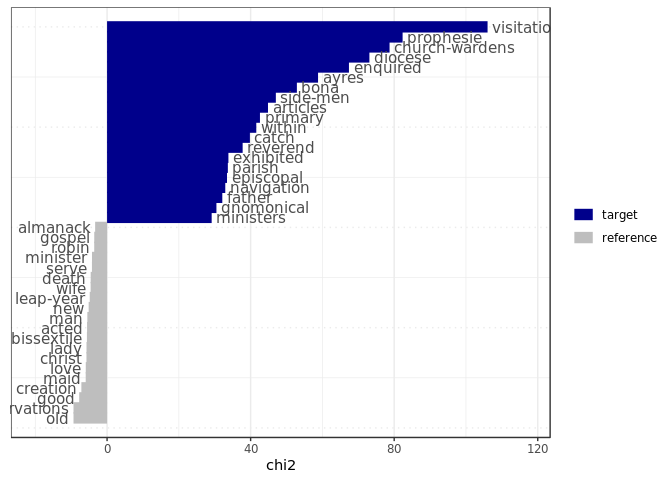 visitatio
prophesie
church-wardens
diocese
enquired
ayres
bona
side-men
articles
primary
within
catch
reverend
exhibited
parish
episcopal
navigation
father
gnomonical
ministers
almanack
gospel
robin
minister
serve
death
wife
leap-year
new
man
acted
bissextile
lady
christ
love
maid
creation
good
rvations
old
target
reference
0 40 80 120
chi2